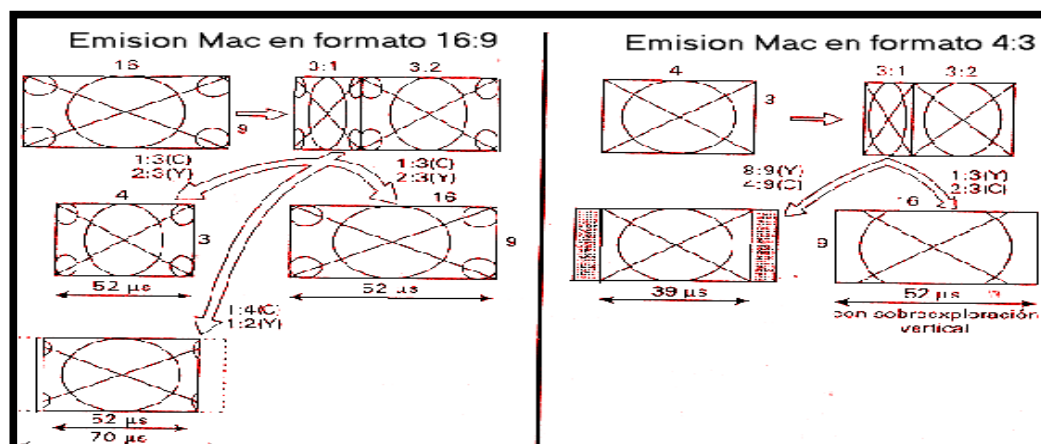 Emision Mac en formato 16:9
16
9
3:1
3:2
1:3(C)
2:3(Y)
1:3(C)
2:3(Y)
4
3
52 µs
16
9
52 µs
1:4(C)
1:2(Y)
52 µs
70 µs
Emision Mac en formato 4:3
4
3
3:1
3:2
8:9(Y)
4:9(C)
1:3(Y)
2:3(C)
39 µs
6
9
52 µs
con sobreexploración
vertical